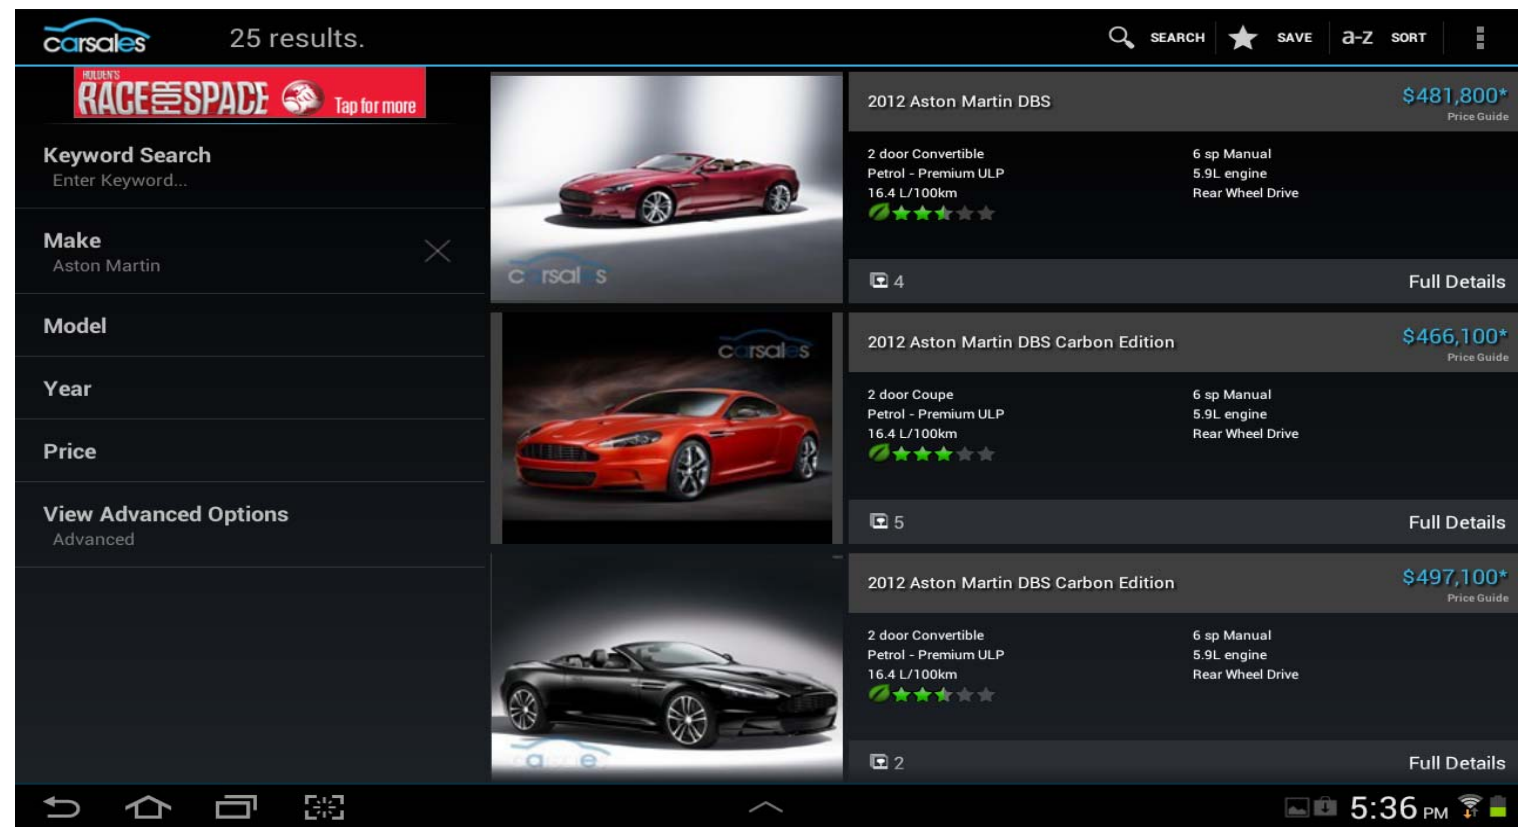 carsales
25 results.
SEARCH
SAVE
a-z SORT
HOLDEN'S
RACE FOR SPACE
Tap for more
Keyword Search
Enter Keyword...
Make
Aston Martin
Model
Year
Price
View Advanced Options
Advanced
carsales
2012 Aston Martin DBS
$481,800*
Price Guide
2 door Convertible
6 sp Manual
Petrol - Premium ULP
5.9L engine
16.4 L/100km
Rear Wheel Drive
4
Full Details
carsales
2012 Aston Martin DBS Carbon Edition
$466,100*
Price Guide
2 door Coupe
6 sp Manual
Petrol - Premium ULP
5.9L engine
16.4 L/100km
Rear Wheel Drive
5
Full Details
2012 Aston Martin DBS Carbon Edition
$497,100*
Price Guide
2 door Convertible
6 sp Manual
Petrol - Premium ULP
5.9L engine
16.4 L/100km
Rear Wheel Drive
2
Full Details
5:36 PM